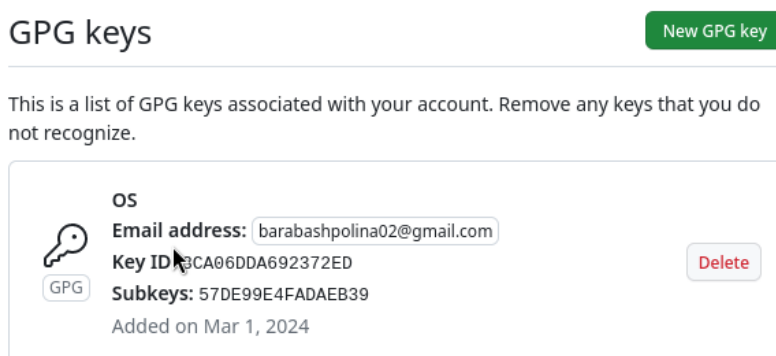 GPG keys
New GPG key
This is a list of GPG keys associated with your account. Remove any keys that you do
not recognize.
OS
Email address: barabashpolina02@gmail.com
Key ID: 3CA06DDA692372ED
GPG
Delete
Subkeys: 57DE99E4FADAEB39
Added on Mar 1, 2024